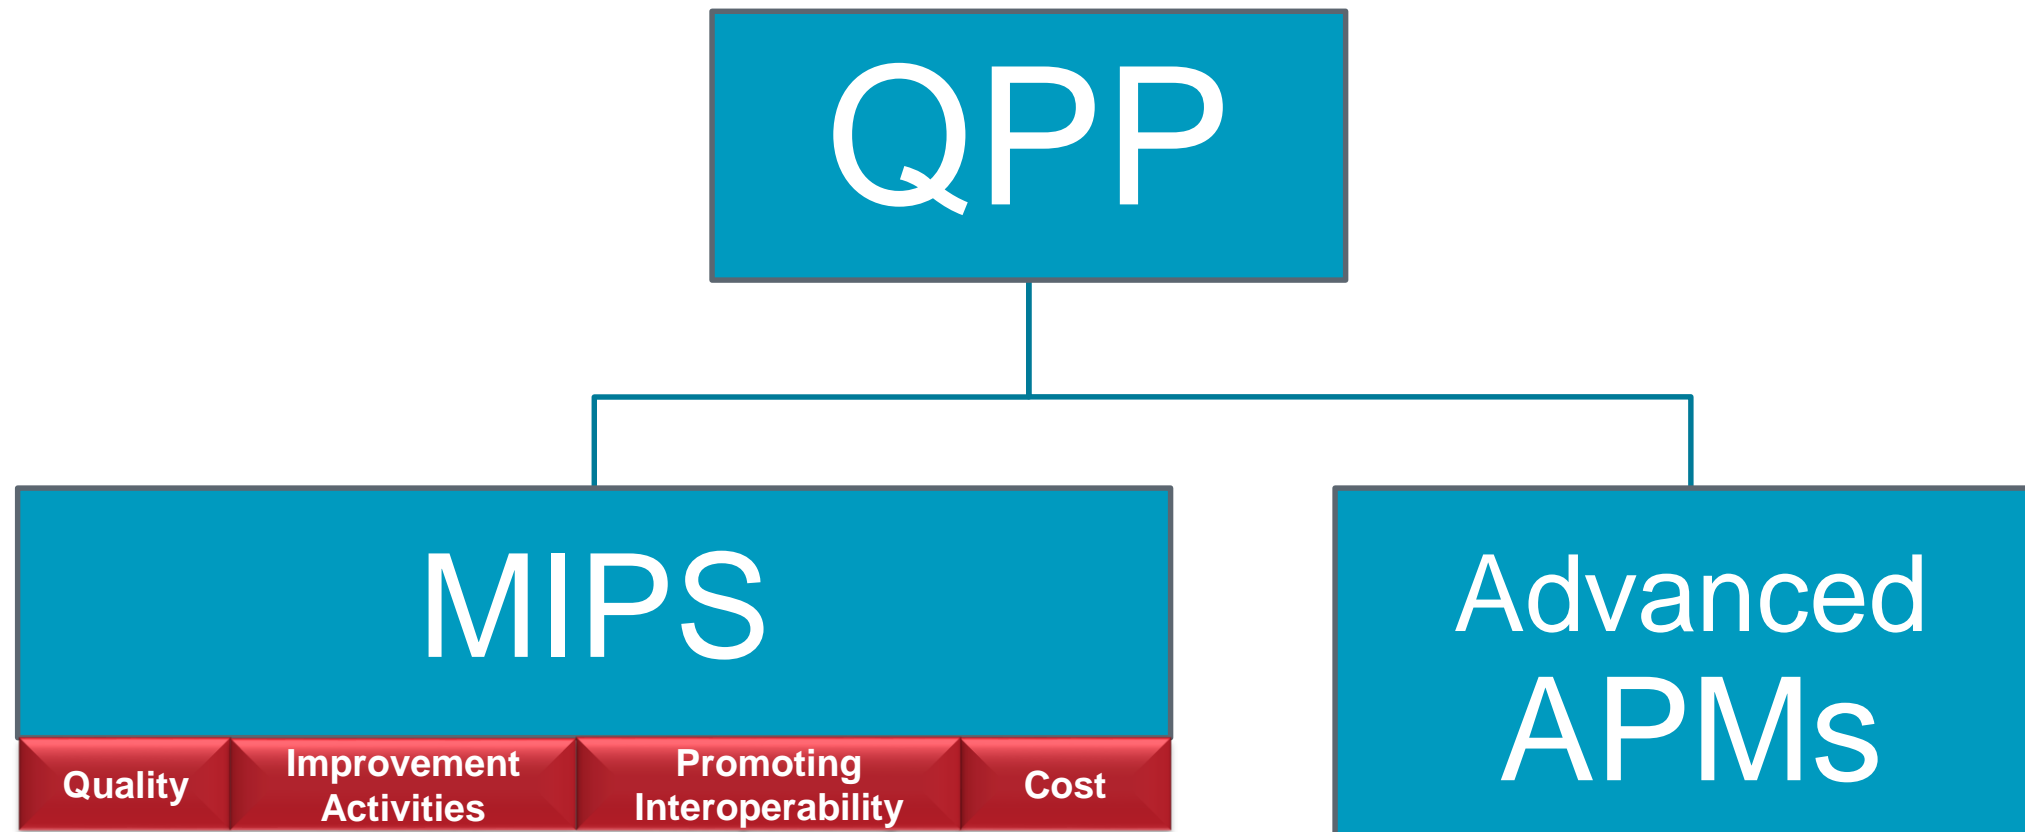 QPP
MIPS
Advanced
APMs
Quality
Improvement
Activities
Promoting
Interoperability
Cost